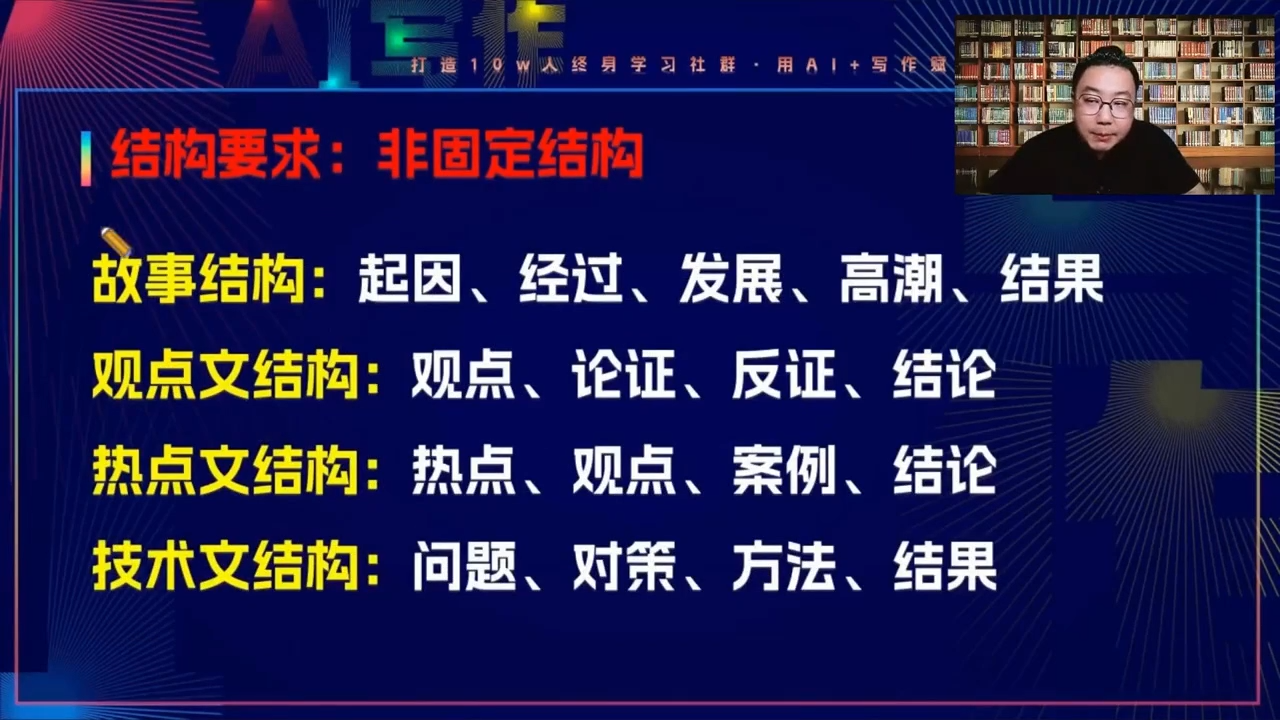 AI写作
打造10w人终身学习社群·用AI+写作赋
结构要求：非固定结构
故事结构：起因、经过、发展、高潮、结果
观点文结构：观点、论证、反证、结论
热点文结构：热点、观点、案例、结论
技术文结构：问题、对策、方法、结果